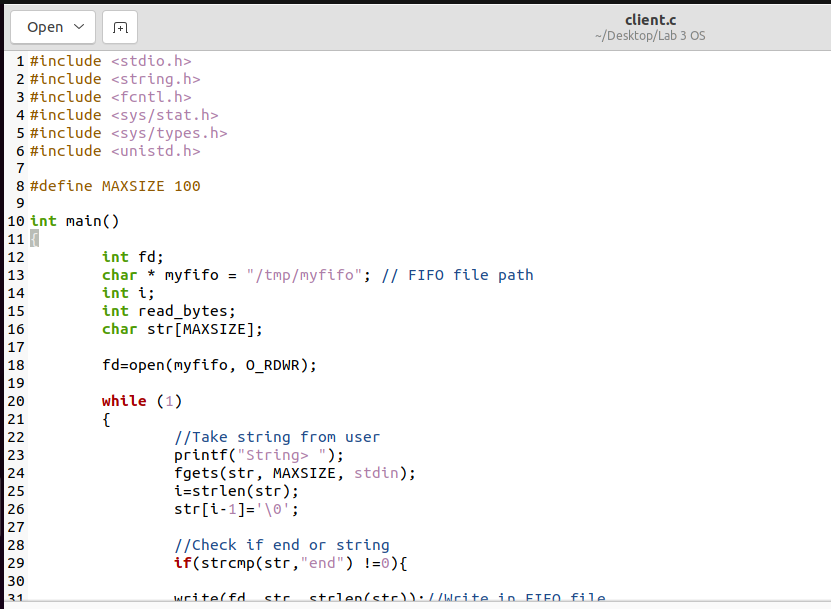 Open
client.c
~/Desktop/Lab 3 OS
1 #include <stdio.h>
2 #include <string.h>
3 #include <fcntl.h>
4 #include <sys/stat.h>
5 #include <sys/types.h>
6 #include <unistd.h>
7
8 #define MAXSIZE 100
9
10 int main()
11 {
12 int fd;
13 char * myfifo = "/tmp/myfifo"; // FIFO file path
14 int i;
15 int read_bytes;
16 char str[MAXSIZE];
17
18 fd=open(myfifo, O_RDWR);
19
20 while (1)
21 {
22 //Take string from user
23 printf("String> ");
24 fgets(str, MAXSIZE, stdin);
25 i=strlen(str);
26 str[i-1]='\0';
27
28 //Check if end or string
29 if(strcmp(str,"end") !=0){
30
31 write(fd, str, strlen(str));//Write in FIFO file